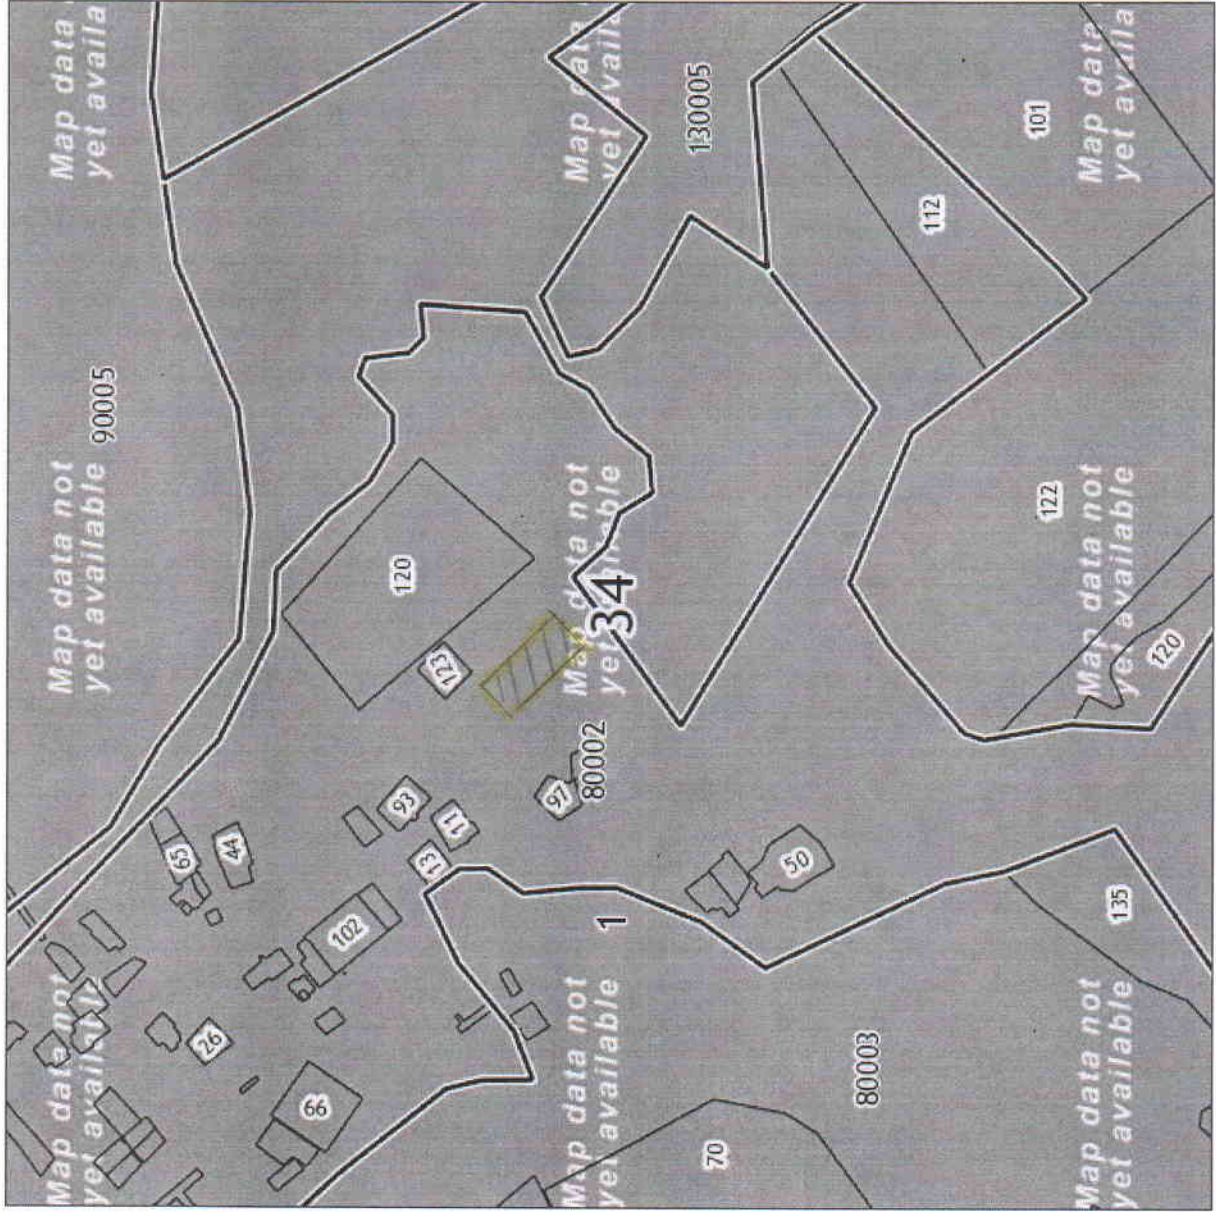 Map data
yet availa
Map data
yet availa
Map data
yet availa
130005
101
112
90005
Map data not
yet available
Map data not
yet available
Map data not
yet available
122
120
34
123
120
80002
97
93
11
13
65
44
102
50
1
135
Map data not
yet available
Map data not
yet available
Map data not
yet available
26
66
80003
70